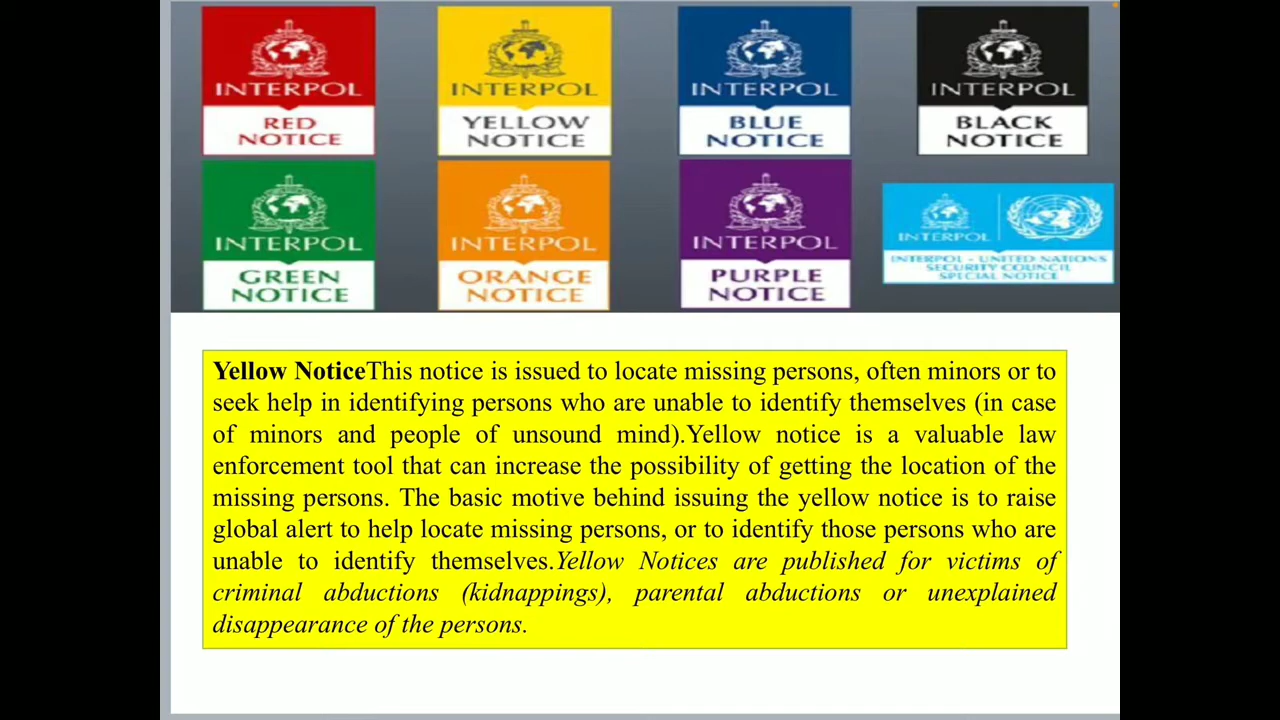 INTERPOL
RED
NOTICE
INTERPOL
YELLOW
NOTICE
INTERPOL
BLUE
NOTICE
INTERPOL
BLACK
NOTICE
INTERPOL
GREEN
NOTICE
INTERPOL
ORANGE
NOTICE
INTERPOL
PURPLE
NOTICE
INTERPOL
INTERPOL - UNITED NATIONS
SECURITY COUNCIL
SPECIAL NOTICE
Yellow NoticeThis notice is issued to locate missing persons, often minors or to
seek help in identifying persons who are unable to identify themselves (in case
of minors and people of unsound mind).Yellow notice is a valuable law
enforcement tool that can increase the possibility of getting the location of the
missing persons. The basic motive behind issuing the yellow notice is to raise
global alert to help locate missing persons, or to identify those persons who are
unable to identify themselves.Yellow Notices are published for victims of
criminal abductions (kidnappings), parental abductions or unexplained
disappearance of the persons.